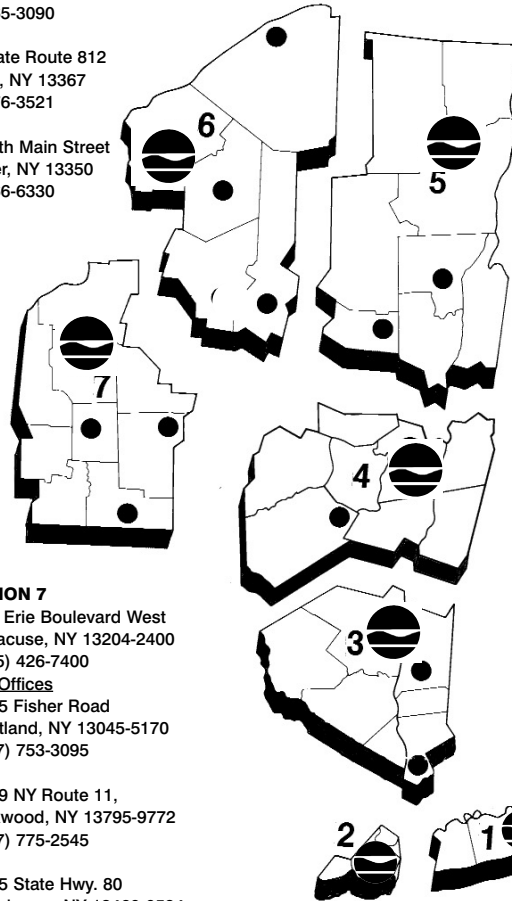 5-3090
ate Route 812
, NY 13367
6-3521
th Main Street
er, NY 13350
6-6330
6
5
7
4
3
2
1
ION 7
Erie Boulevard West
acuse, NY 13204-2400
5) 426-7400
Offices
5 Fisher Road
tland, NY 13045-5170
7) 753-3095
9 NY Route 11,
wood, NY 13795-9772
7) 775-2545
5 State Hwy. 80